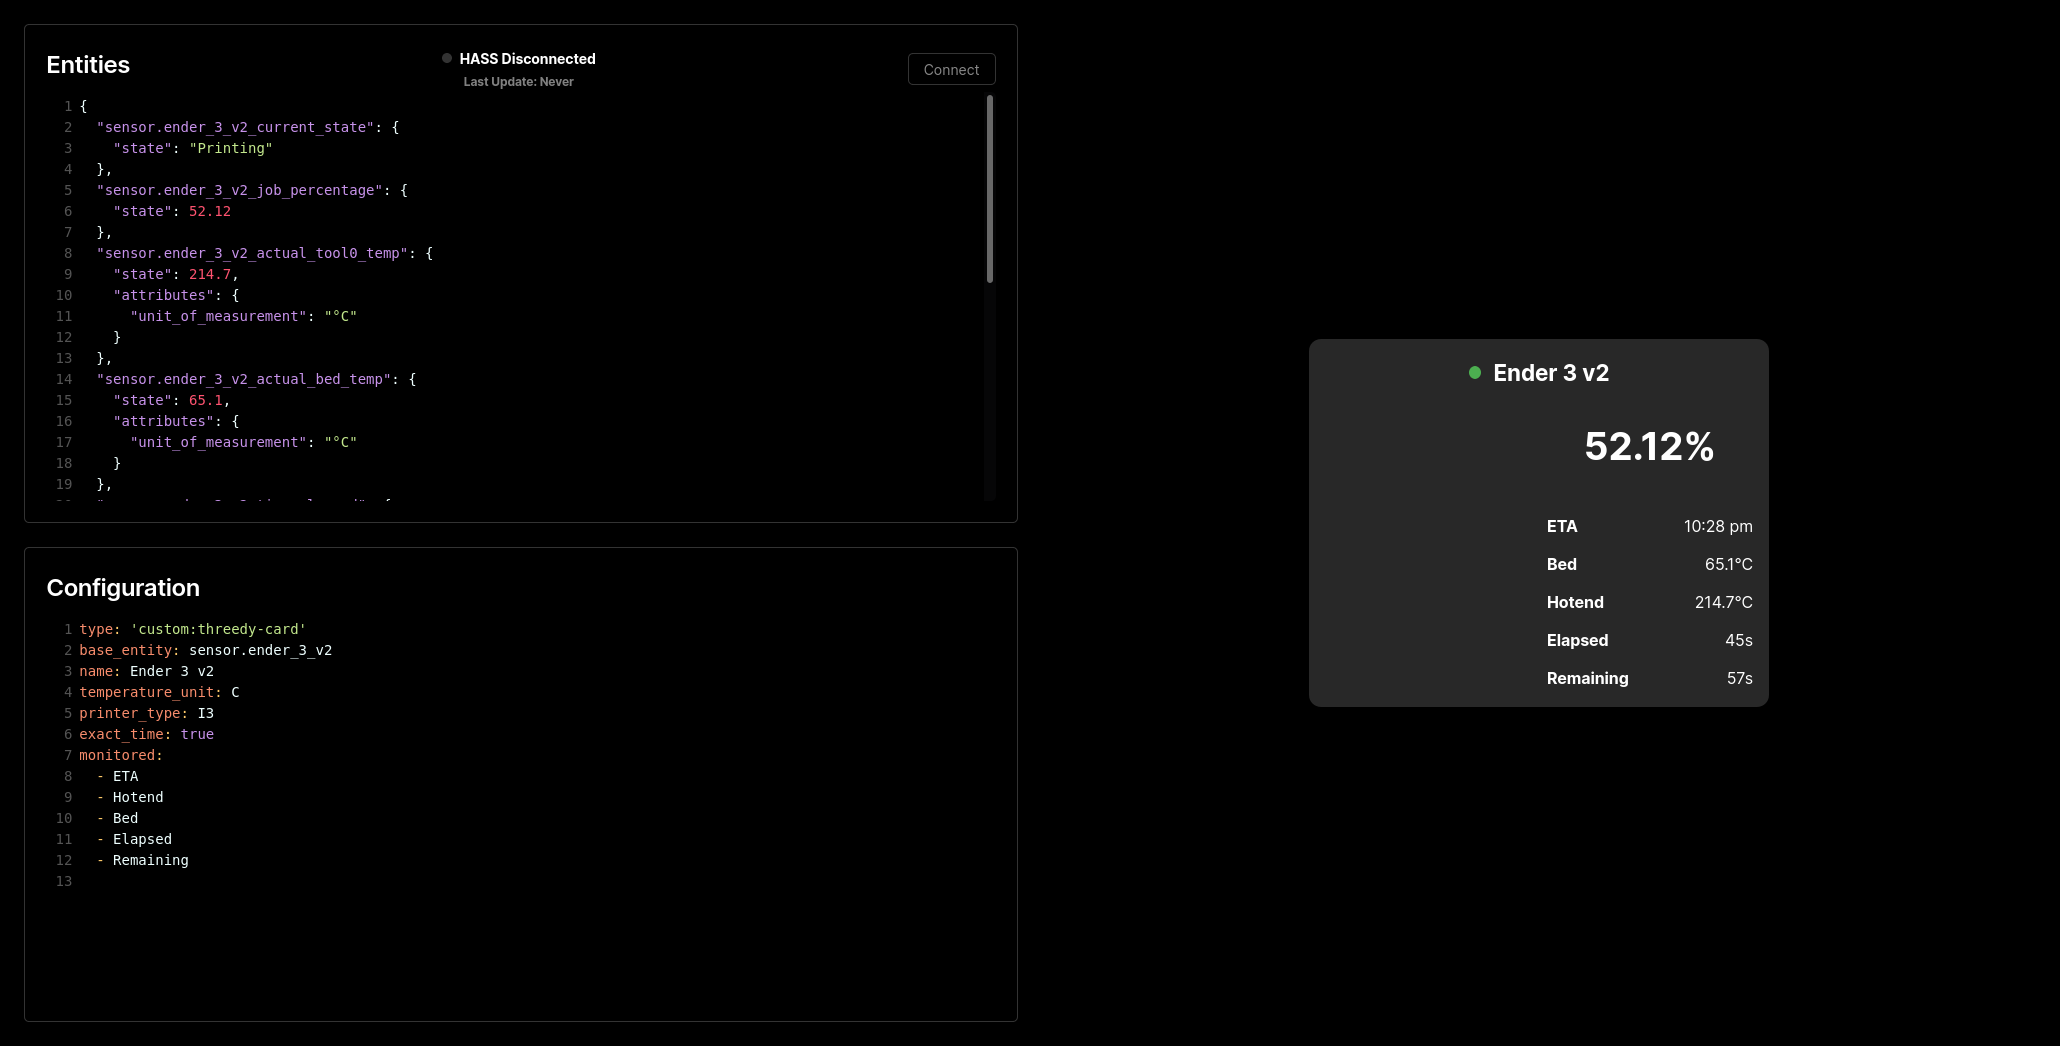 Entities
HASS Disconnected
Last Update: Never
Connect
1 {
2 "sensor.ender_3_v2_current_state": {
3 "state": "Printing"
4 },
5 "sensor.ender_3_v2_job_percentage": {
6 "state": 52.12
7 },
8 "sensor.ender_3_v2_actual_tool0_temp": {
9 "state": 214.7,
10 "attributes": {
11 "unit_of_measurement": "°C"
12 }
13 },
14 "sensor.ender_3_v2_actual_bed_temp": {
15 "state": 65.1,
16 "attributes": {
17 "unit_of_measurement": "°C"
18 }
19 },
Configuration
1 type: 'custom:threedy-card'
2 base_entity: sensor.ender_3_v2
3 name: Ender 3 v2
4 temperature_unit: C
5 printer_type: I3
6 exact_time: true
7 monitored:
8 - ETA
9 - Hotend
10 - Bed
11 - Elapsed
12 - Remaining
13
Ender 3 v2
52.12%
ETA 10:28 pm
Bed 65.1°C
Hotend 214.7°C
Elapsed 45s
Remaining 57s